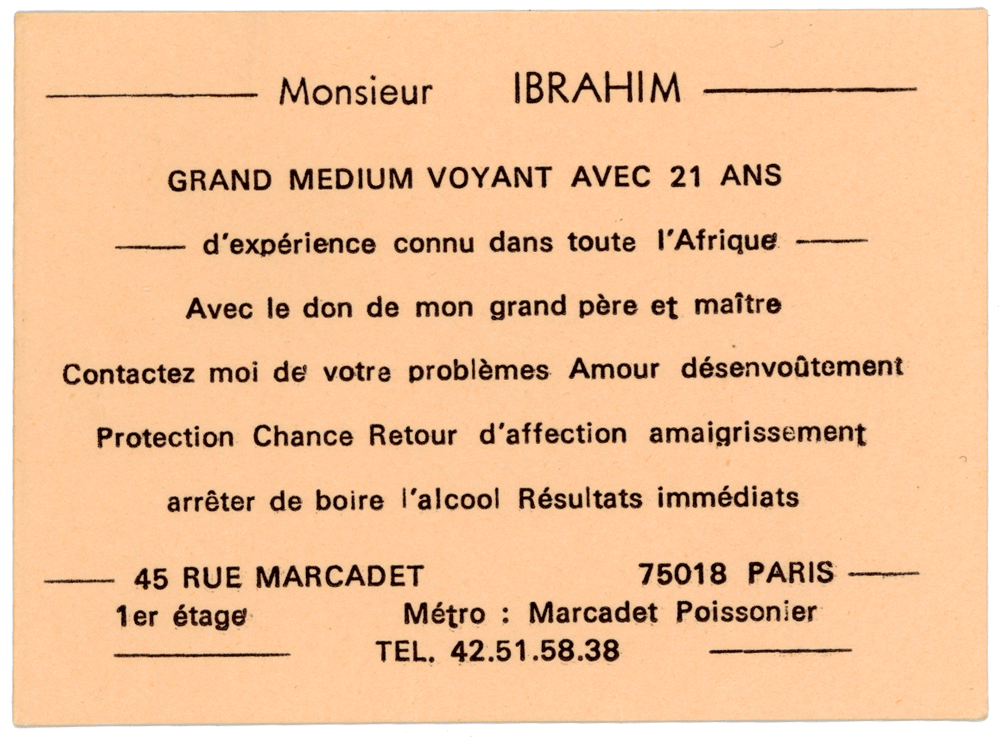 Monsieur IBRAHIM
GRAND MEDIUM VOYANT AVEC 21 ANS
d'expérience connu dans toute l'Afrique
Avec le don de mon grand père et maître
Contactez moi de votre problèmes Amour désenvoûtement
Protection Chance Retour d'affection amaigrissement
arrêter de boire l'alcool Résultats immédiats
45 RUE MARCADET 75018 PARIS
1er étage Métro : Marcadet Poissonier
TEL. 42.51.58.38